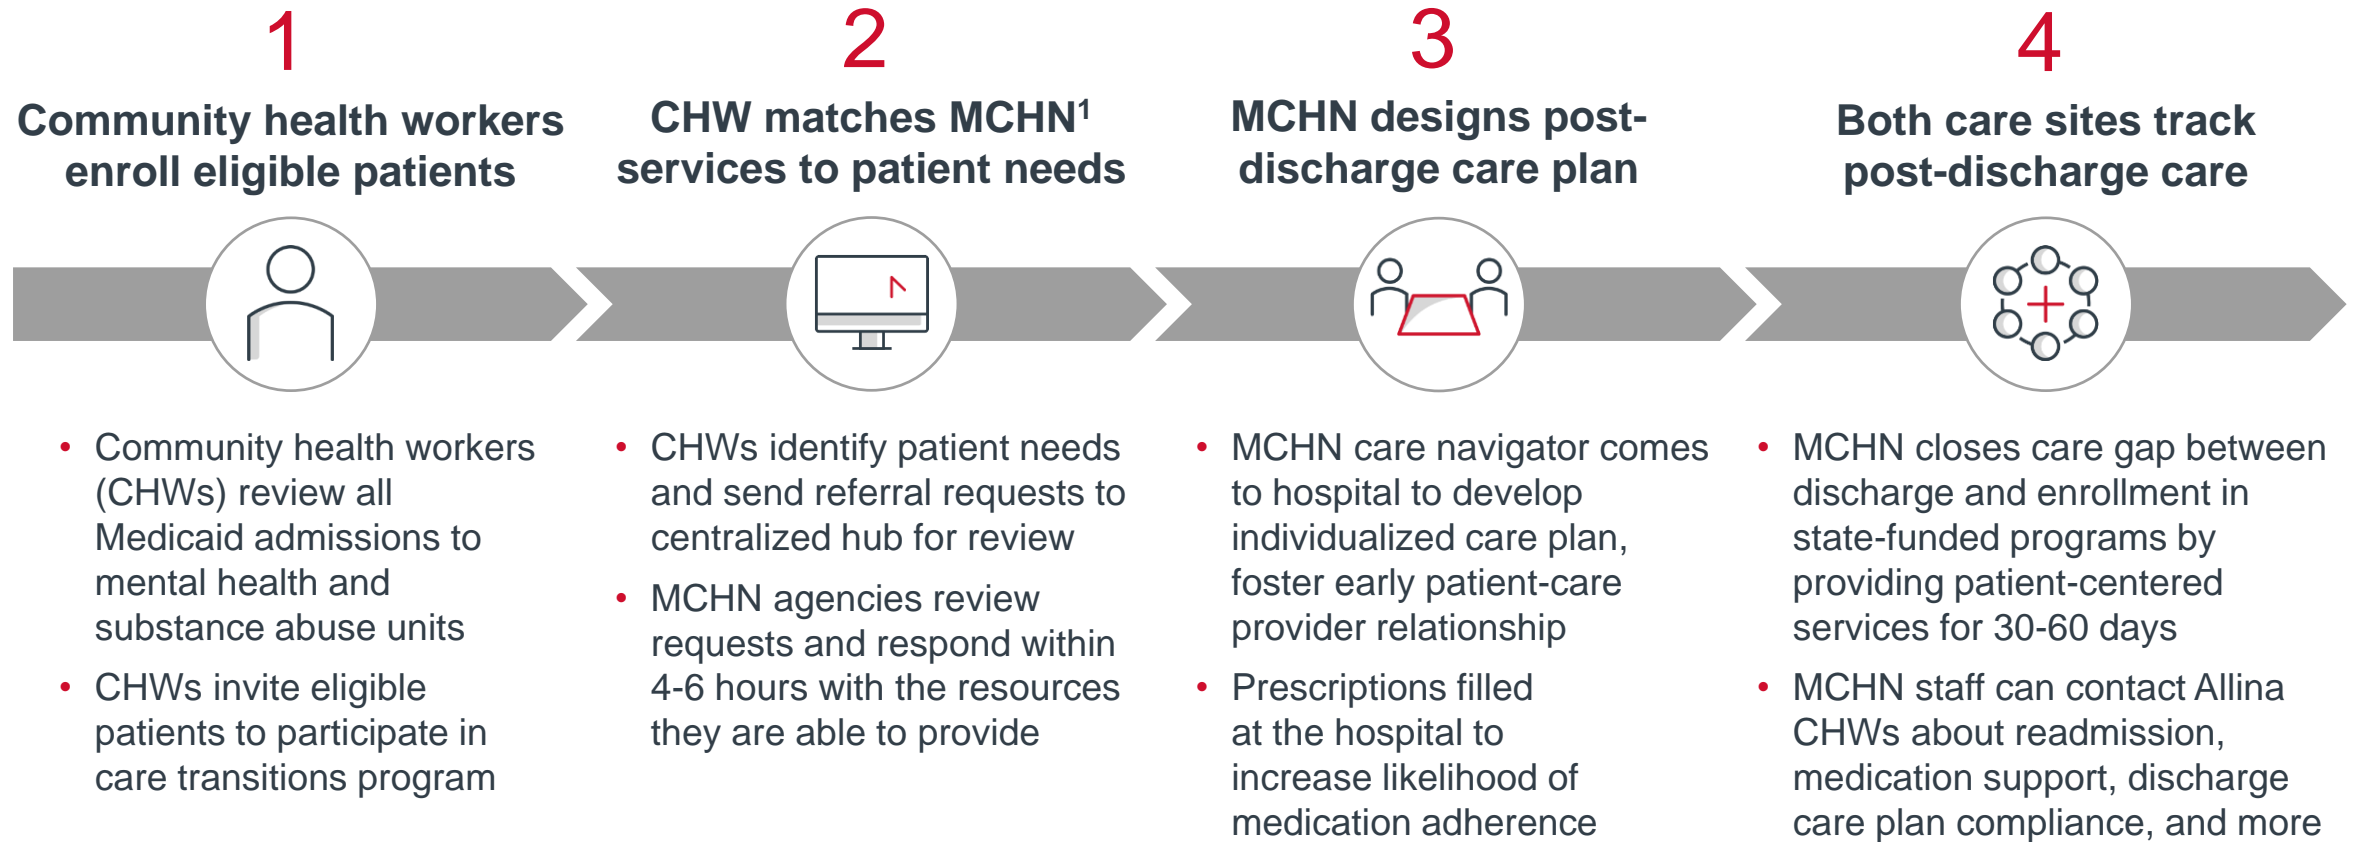 1
Community health workers
enroll eligible patients
• Community health workers
(CHWs) review all
Medicaid admissions to
mental health and
substance abuse units
• CHWs invite eligible
patients to participate in
care transitions program
2
CHW matches MCHN¹
services to patient needs
• CHWs identify patient needs
and send referral requests to
centralized hub for review
• MCHN agencies review
requests and respond within
4-6 hours with the resources
they are able to provide
3
MCHN designs post-
discharge care plan
• MCHN care navigator comes
to hospital to develop
individualized care plan,
foster early patient-care
provider relationship
• Prescriptions filled
at the hospital to
increase likelihood of
medication adherence
4
Both care sites track
post-discharge care
• MCHN closes care gap between
discharge and enrollment in
state-funded programs by
providing patient-centered
services for 30-60 days
• MCHN staff can contact Allina
CHWs about readmission,
medication support, discharge
care plan compliance, and more